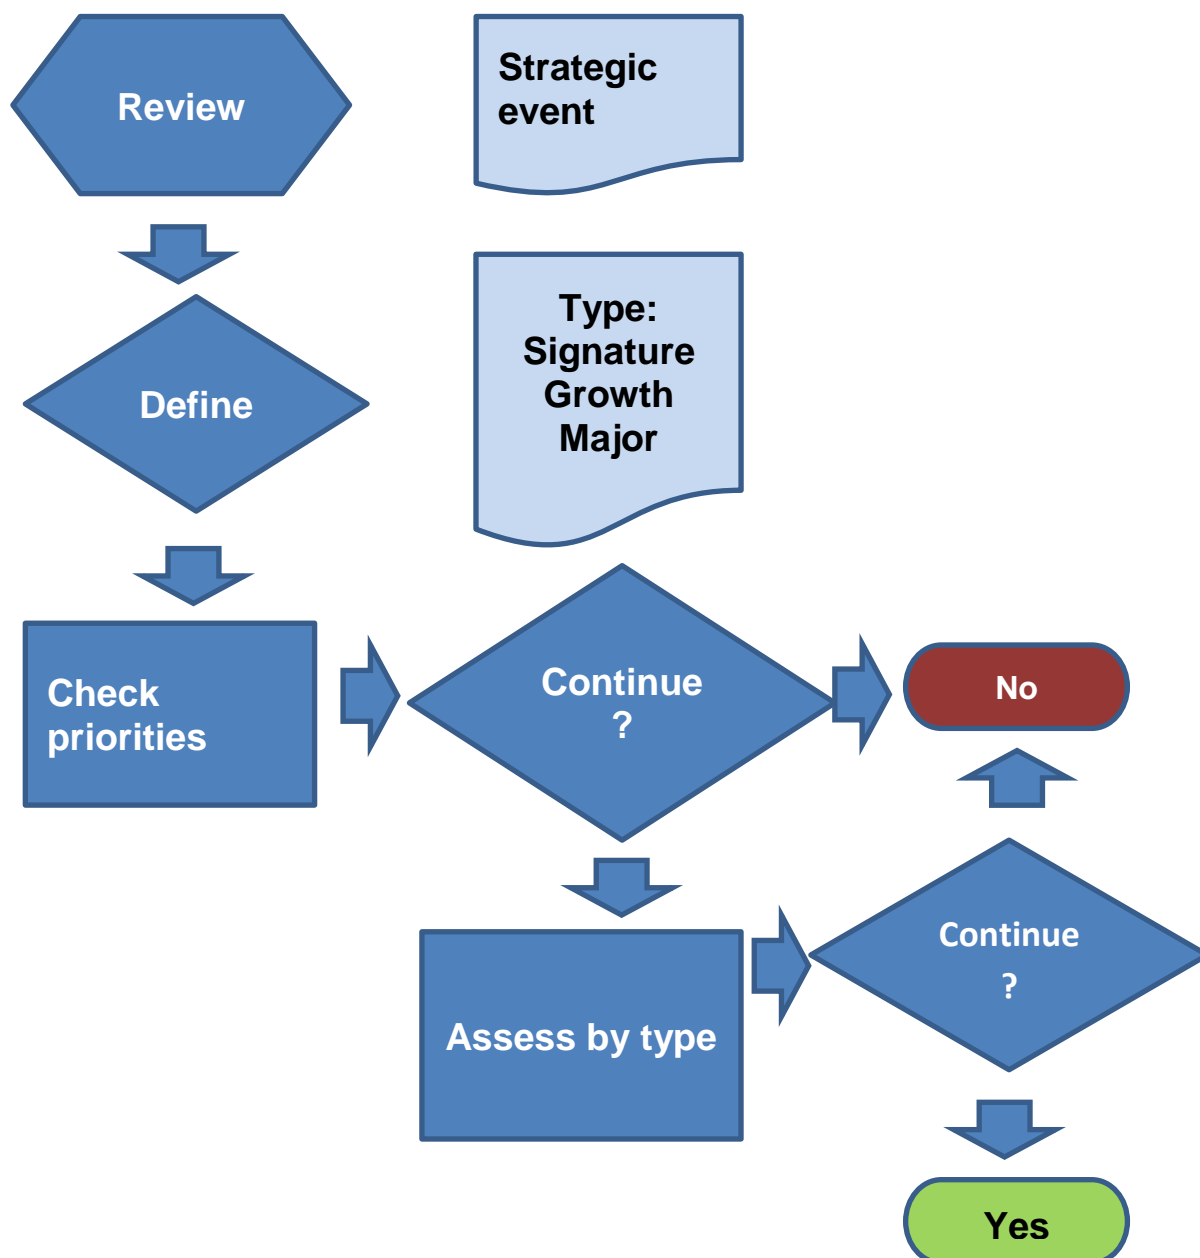 Review
Strategic
event
Type:
Signature
Growth
Major
Define
Check
priorities
Continue
?
No
Assess by type
Continue
?
Yes